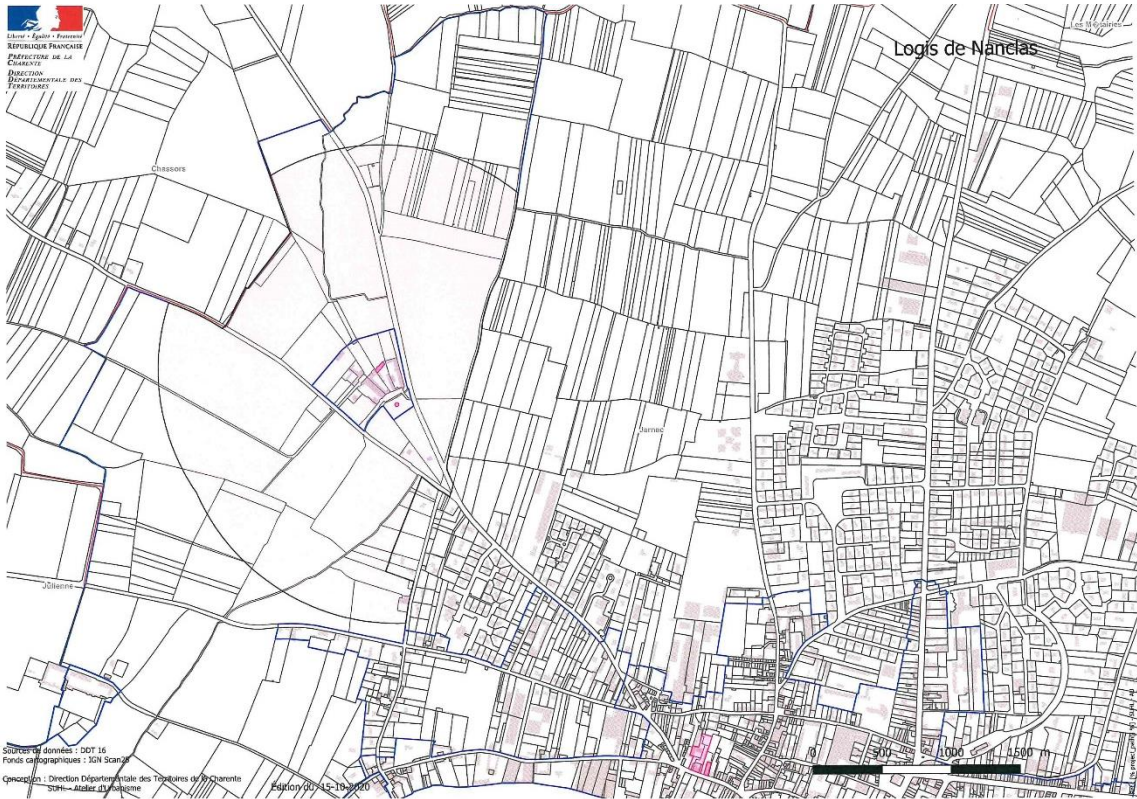 Liberté • Égalité • Fraternité
RÉPUBLIQUE FRANÇAISE
PRÉFECTURE DE LA
CHARENTE
DIRECTION
DÉPARTEMENTALE DES
TERRITOIRES
Logis de Nanclas
Chassors
Jarnac
Julienne
0 500 1000 1500 m
Sources de données : DDT 16
Fonds cartographiques : IGN Scan25
Conception : Direction Départementale des Territoires de la Charente
SUHL - Atelier d'Urbanisme
Édition du 15-10-2020